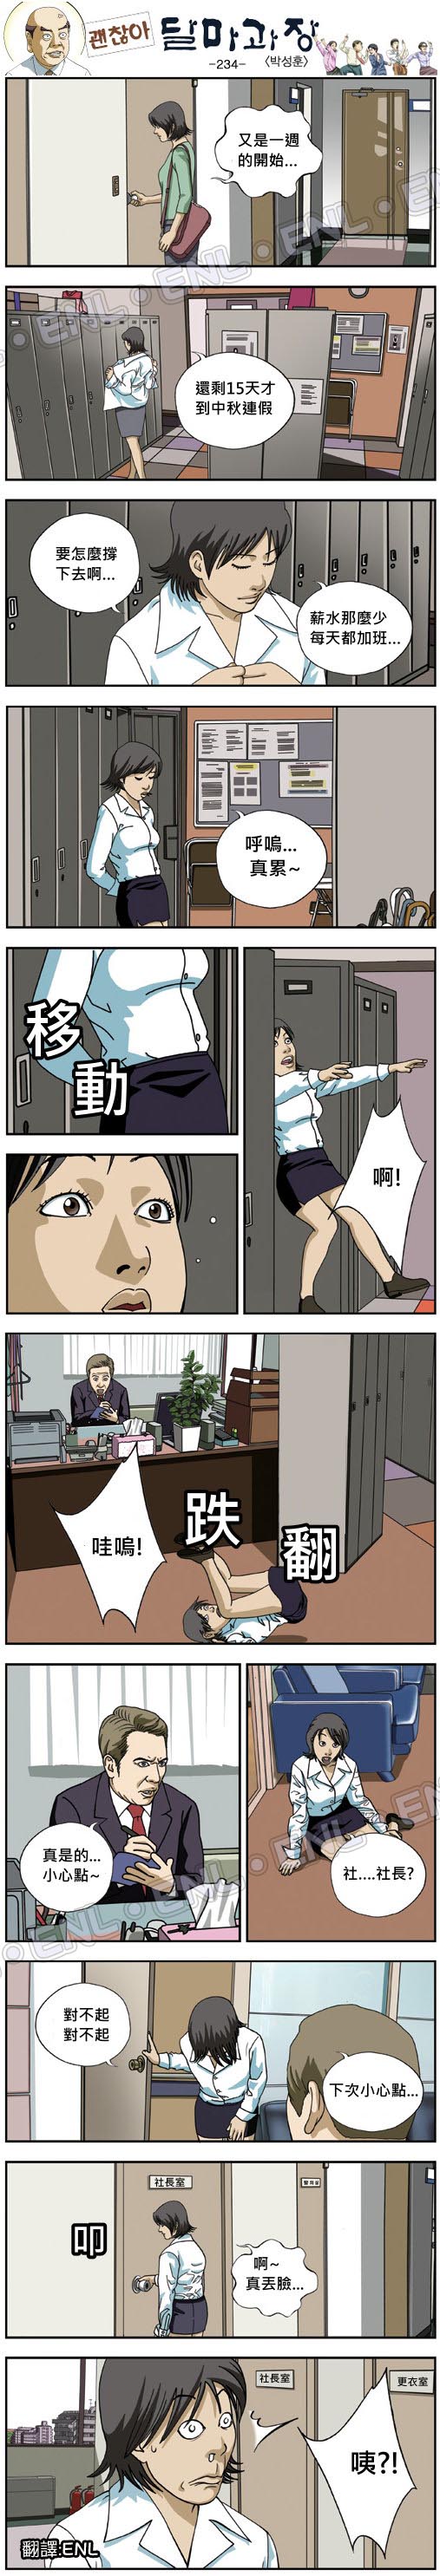 괜찮아
달마과장
-234-
〈박성훈〉
又是一週
的開始...
ENL
還剩15天才
到中秋連假
要怎麼撐
下去啊...
薪水那麼少
每天都加班...
呼嗚...
真累~
移
動
啊!
哇嗚!
跌
翻
真是的...
小心點~
社....社長?
對不起
對不起
下次小心點...
社長室
叩
啊~
真丟臉...
社長室
更衣室
咦?!
翻譯:ENL